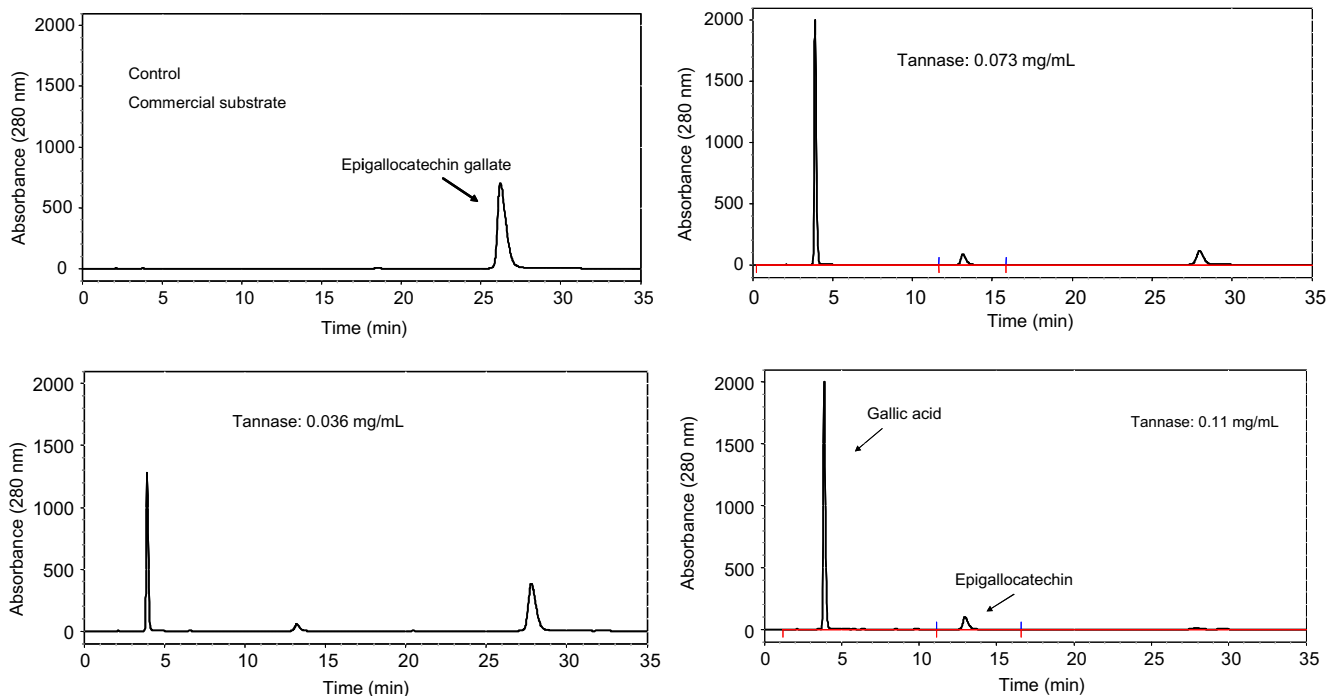 2000
1500
1000
500
0
Absorbance (280 nm)
Control
Commercial substrate
Epigallocatechin gallate
0 5 10 15 20 25 30 35
Time (min)
2000
1500
1000
500
0
Absorbance (280 nm)
Tannase: 0.073 mg/mL
0 5 10 15 20 25 30 35
Time (min)
2000
1500
1000
500
0
Absorbance (280 nm)
Tannase: 0.036 mg/mL
0 5 10 15 20 25 30 35
Time (min)
2000
1500
1000
500
0
Absorbance (280 nm)
Gallic acid
Tannase: 0.11 mg/mL
Epigallocatechin
0 5 10 15 20 25 30 35
Time (min)